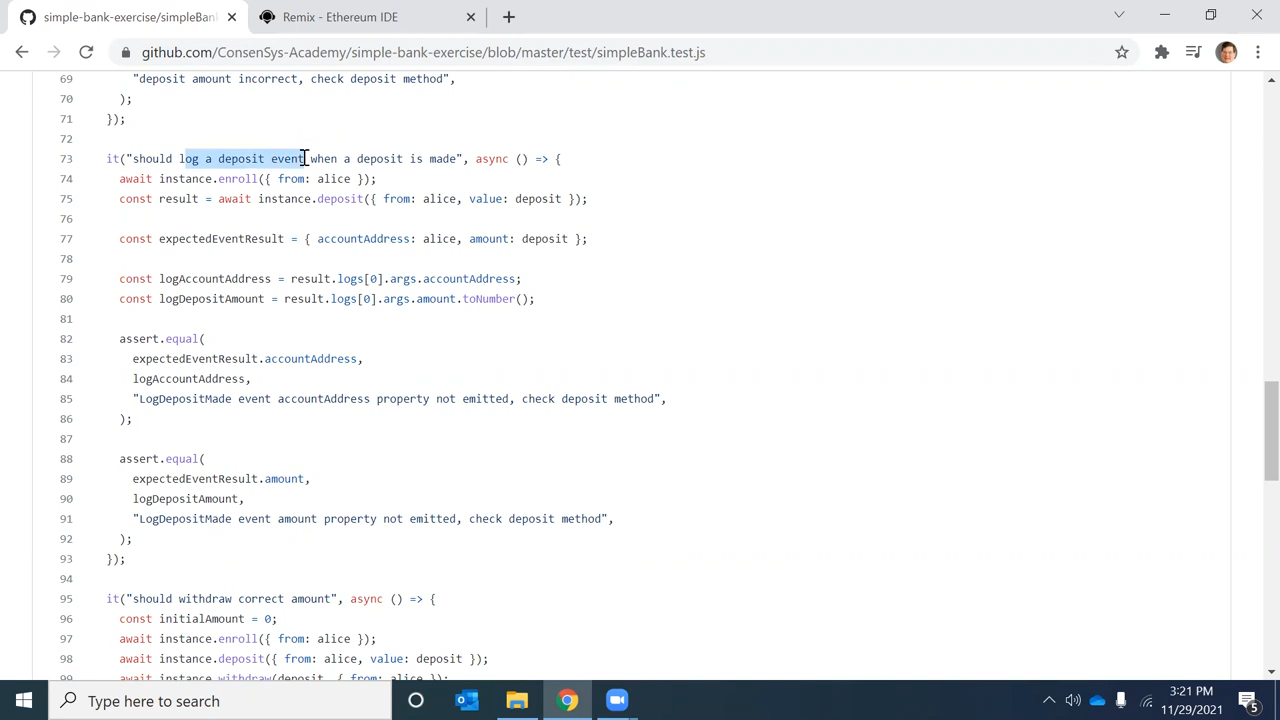 simple-bank-exercise/simpleBank
Remix - Ethereum IDE
github.com/ConsenSys-Academy/simple-bank-exercise/blob/master/test/simpleBank.test.js
69 "deposit amount incorrect, check deposit method",
70 );
71 });
72
73 it("should log a deposit event when a deposit is made", async () => {
74 await instance.enroll({ from: alice });
75 const result = await instance.deposit({ from: alice, value: deposit });
76
77 const expectedEventResult = { accountAddress: alice, amount: deposit };
78
79 const logAccountAddress = result.logs[0].args.accountAddress;
80 const logDepositAmount = result.logs[0].args.amount.toNumber();
81
82 assert.equal(
83 expectedEventResult.accountAddress,
84 logAccountAddress,
85 "LogDepositMade event accountAddress property not emitted, check deposit method",
86 );
87
88 assert.equal(
89 expectedEventResult.amount,
90 logDepositAmount,
91 "LogDepositMade event amount property not emitted, check deposit method",
92 );
93 });
94
95 it("should withdraw correct amount", async () => {
96 const initialAmount = 0;
97 await instance.enroll({ from: alice });
98 await instance.deposit({ from: alice, value: deposit });
99 await instance.withdraw(deposit, { from: alice });
Type here to search
3:21 PM
11/29/2021
5